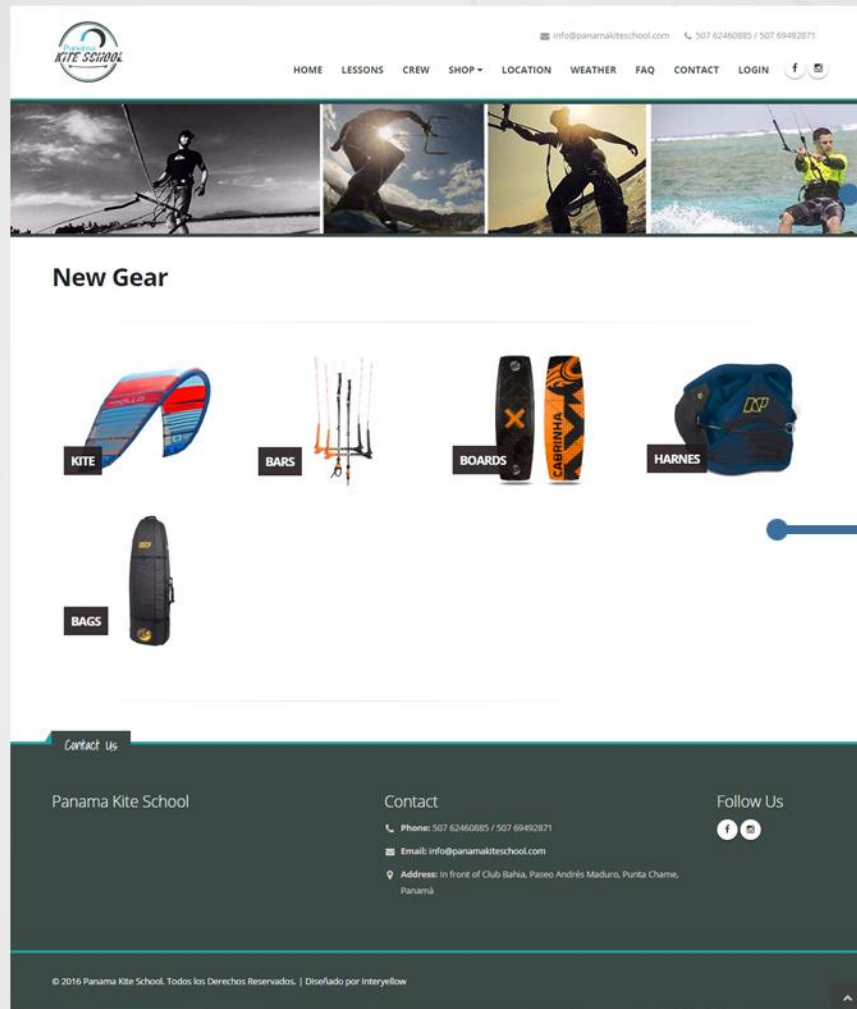 Panama
KITE SCHOOL
info@panamakiteschool.com 507 62460885 / 507 69492871
HOME LESSONS CREW SHOP LOCATION WEATHER FAQ CONTACT LOGIN
New Gear
KITE
BARS
BOARDS
CABRINHA
HARNES
BAGS
Contact Us
Panama Kite School
Contact
Follow Us
Phone: 507 62460885 / 507 69492871
Email: info@panamakiteschool.com
Address: In front of Club Bahia, Paseo Andrés Maduro, Punta Chame,
Panamá
© 2016 Panama Kite School. Todos los Derechos Reservados. | Diseñado por Interyellow